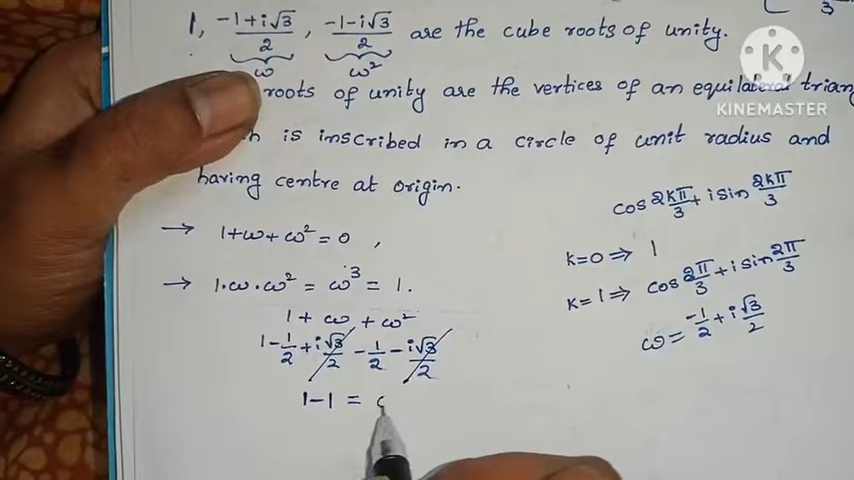 1, (-1+i√3)/2, (-1-i√3)/2 are the cube roots of unity.
ω ω²
roots of unity are the vertices of an equilateral
is inscribed in a circle of unit radius and
having centre at origin.
→ 1+ω+ω² = 0 ,
→ 1·ω·ω² = ω³ = 1.
1 + ω + ω²
1 - 1/2 + i√3/2 - 1/2 - i√3/2
1-1 =
cos 2kπ/3 + i sin 2kπ/3
k=0 ⇒ 1
k=1 ⇒ cos 2π/3 + i sin 2π/3
ω = -1/2 + i √3/2
3
K
KINEMASTER